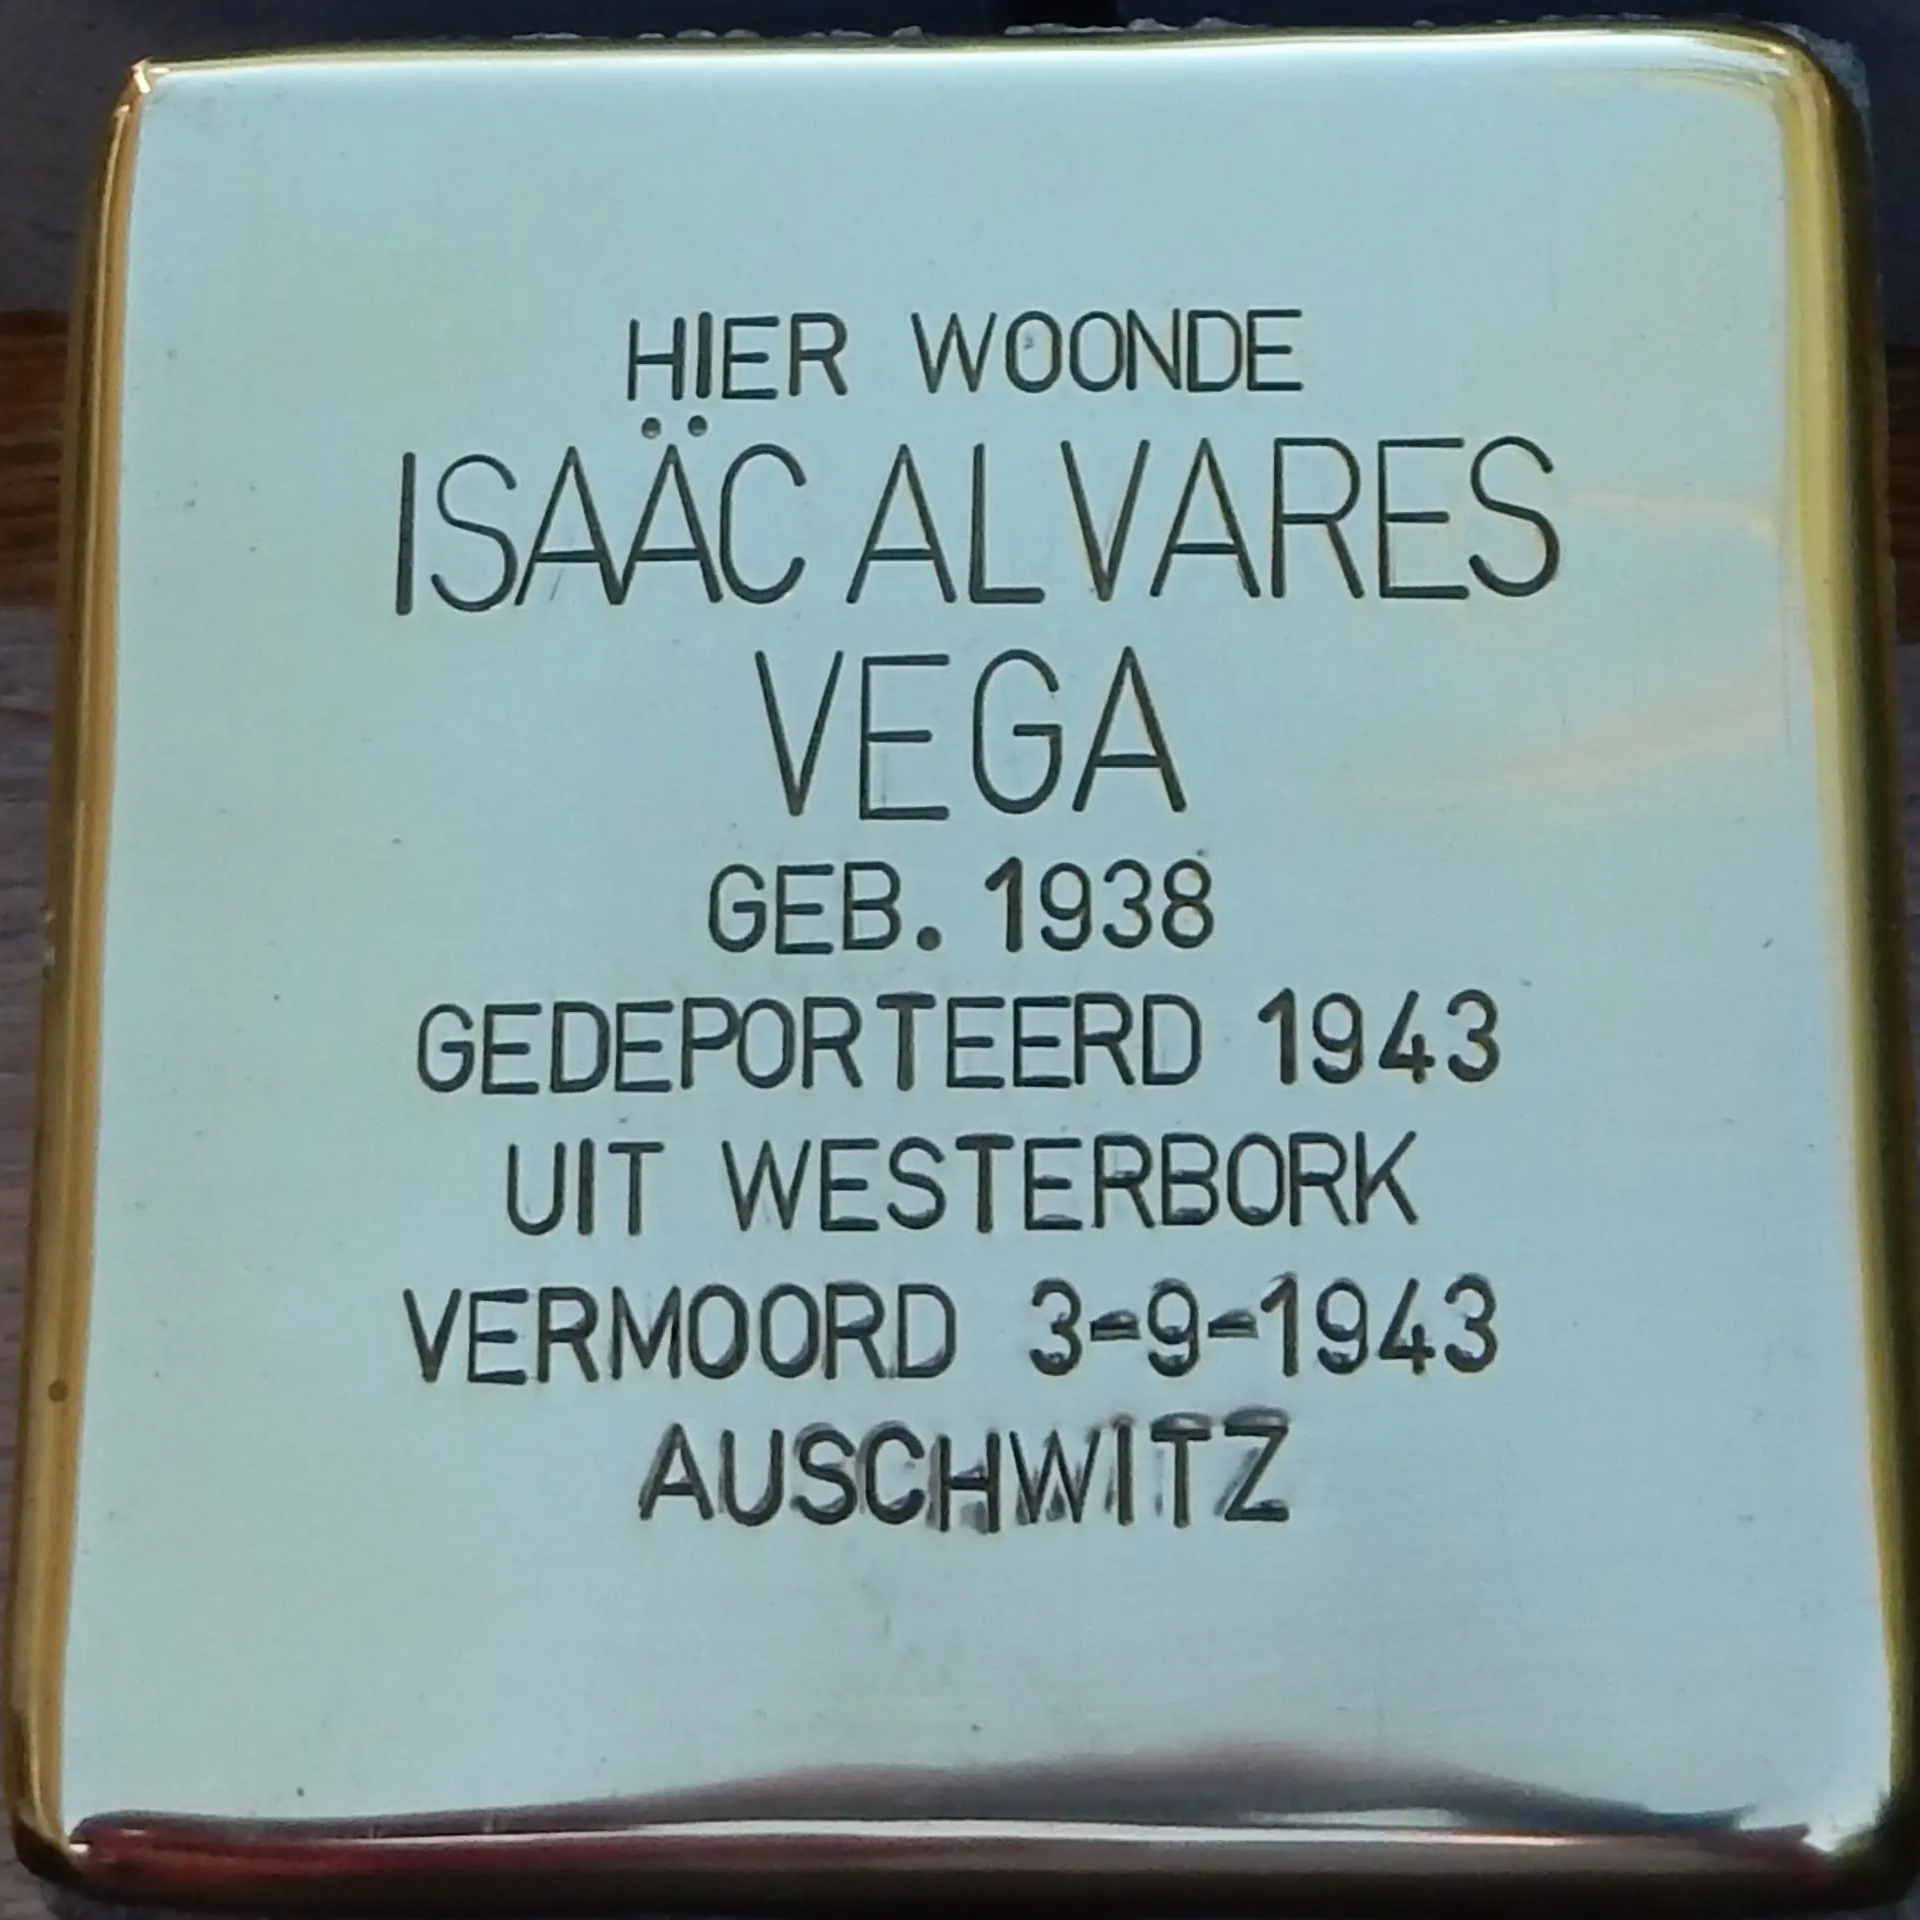 HIER WOONDE
ISAÄC ALVARES
VEGA
GEB. 1938
GEDEPORTEERD 1943
UIT WESTERBORK
VERMOORD 3-9-1943
AUSCHWITZ